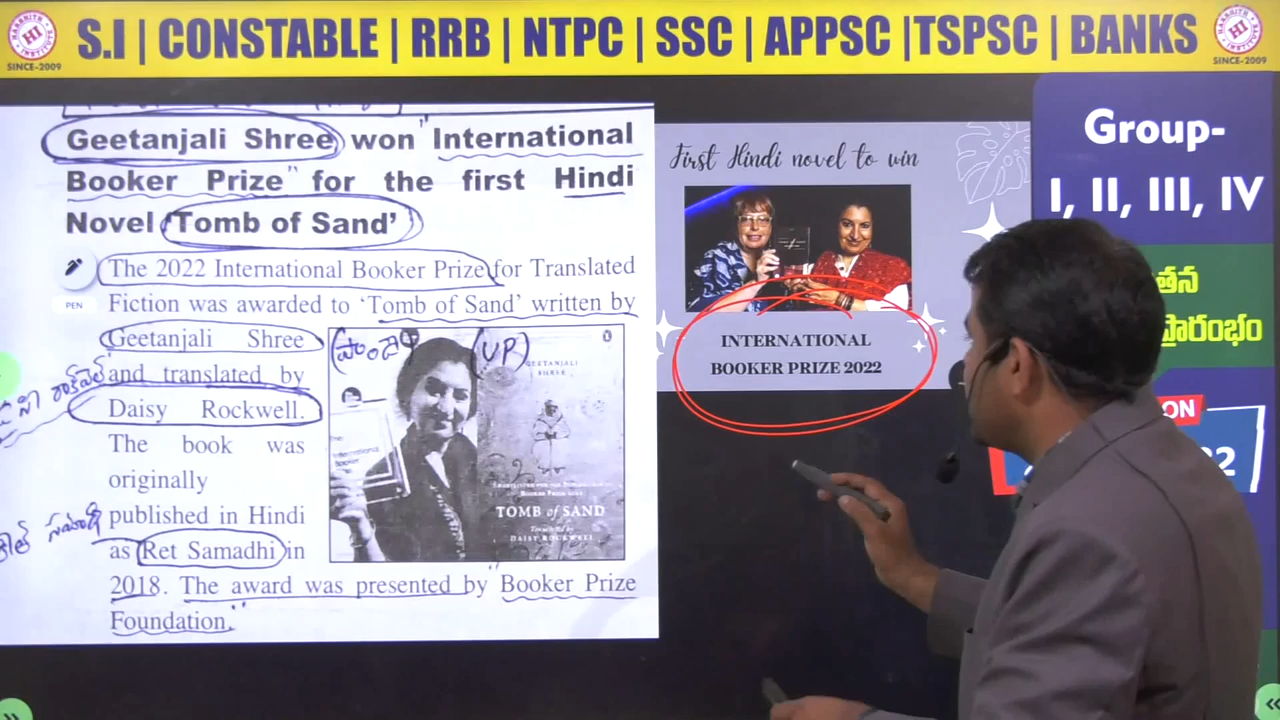 S.I | CONSTABLE | RRB | NTPC | SSC | APPSC |TSPSC | BANKS
HI
SINCE-2009
HI
SINCE-2009
Geetanjali Shree won "International
Booker Prize" for the first Hindi
Novel 'Tomb of Sand'
The 2022 International Booker Prize for Translated
PEN
Fiction was awarded to 'Tomb of Sand' written by
Geetanjali Shree
and translated by
Daisy Rockwell.
The book was
originally
published in Hindi
as Ret Samadhi in
2018. The award was presented by "Booker Prize
Foundation."
(UP)
GEETANJALI
SHREE
TOMB of SAND
Translated by
DAISY ROCKWELL
First Hindi novel to win
INTERNATIONAL
BOOKER PRIZE 2022
Group-
I, II, III, IV